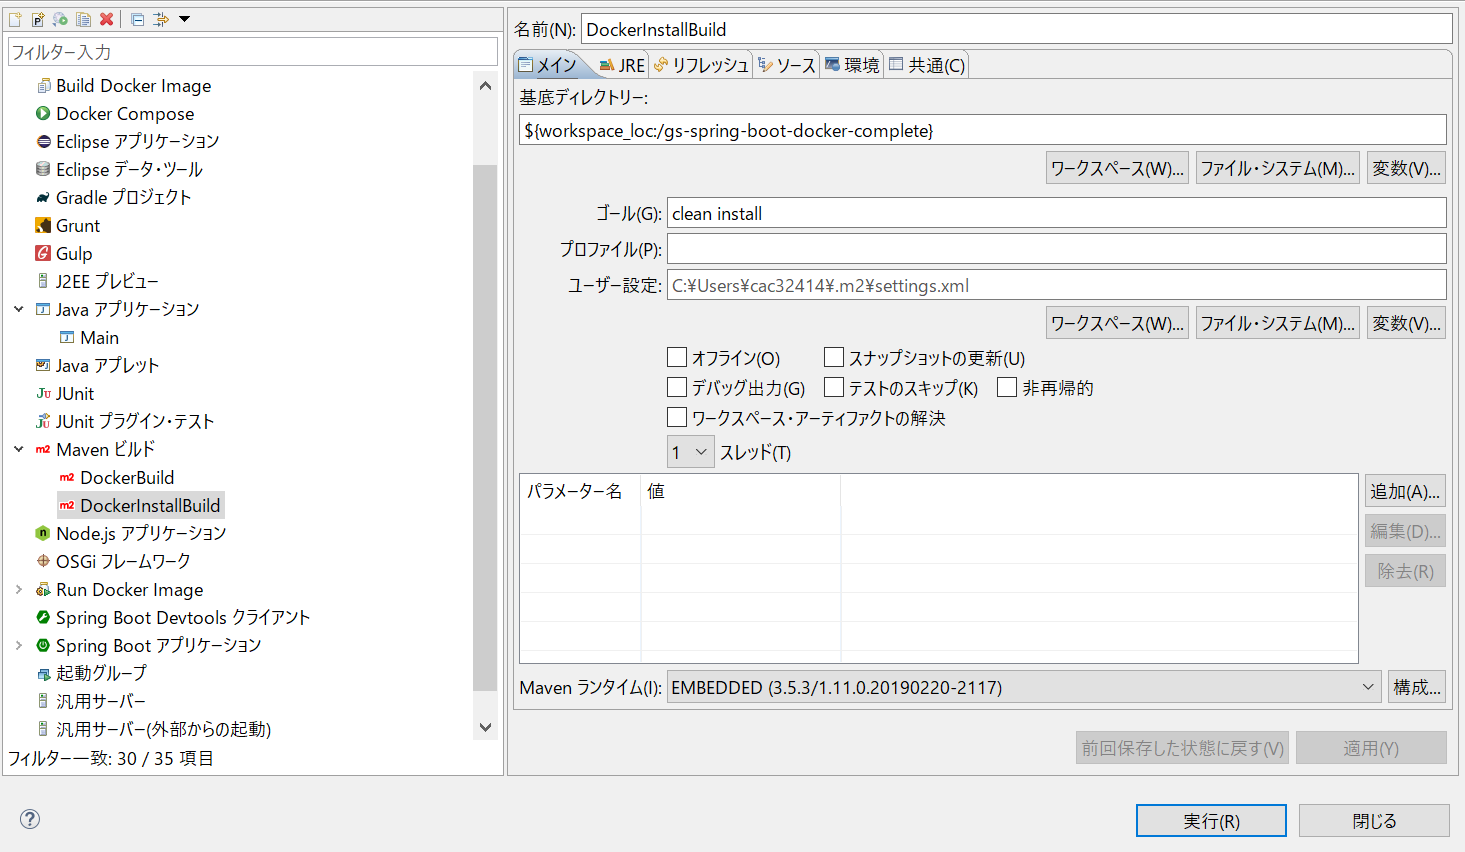 フィルター入力
Build Docker Image
Docker Compose
Eclipse アプリケーション
Eclipse データ・ツール
Gradle プロジェクト
Grunt
Gulp
J2EE プレビュー
Java アプリケーション
Main
Java アプレット
JUnit
JUnit プラグイン・テスト
Maven ビルド
DockerBuild
DockerInstallBuild
Node.js アプリケーション
OSGi フレームワーク
Run Docker Image
Spring Boot Devtools クライアント
Spring Boot アプリケーション
起動グループ
汎用サーバー
汎用サーバー(外部からの起動)
フィルター一致: 30 / 35 項目
名前(N): DockerInstallBuild
メイン JRE リフレッシュ ソース 環境 共通(C)
基底ディレクトリー:
${workspace_loc:/gs-spring-boot-docker-complete}
ワークスペース(W)... ファイル・システム(M)... 変数(V)...
ゴール(G): clean install
プロファイル(P):
ユーザー設定: C:¥Users¥cac32414¥.m2¥settings.xml
ワークスペース(W)... ファイル・システム(M)... 変数(V)...
オフライン(O) スナップショットの更新(U)
デバッグ出力(G) テストのスキップ(K) 非再帰的
ワークスペース・アーティファクトの解決
1 スレッド(T)
パラメーター名 値 追加(A)...
編集(D)...
除去(R)
Maven ランタイム(I): EMBEDDED (3.5.3/1.11.0.20190220-2117) 構成...
前回保存した状態に戻す(V) 適用(Y)
実行(R) 閉じる